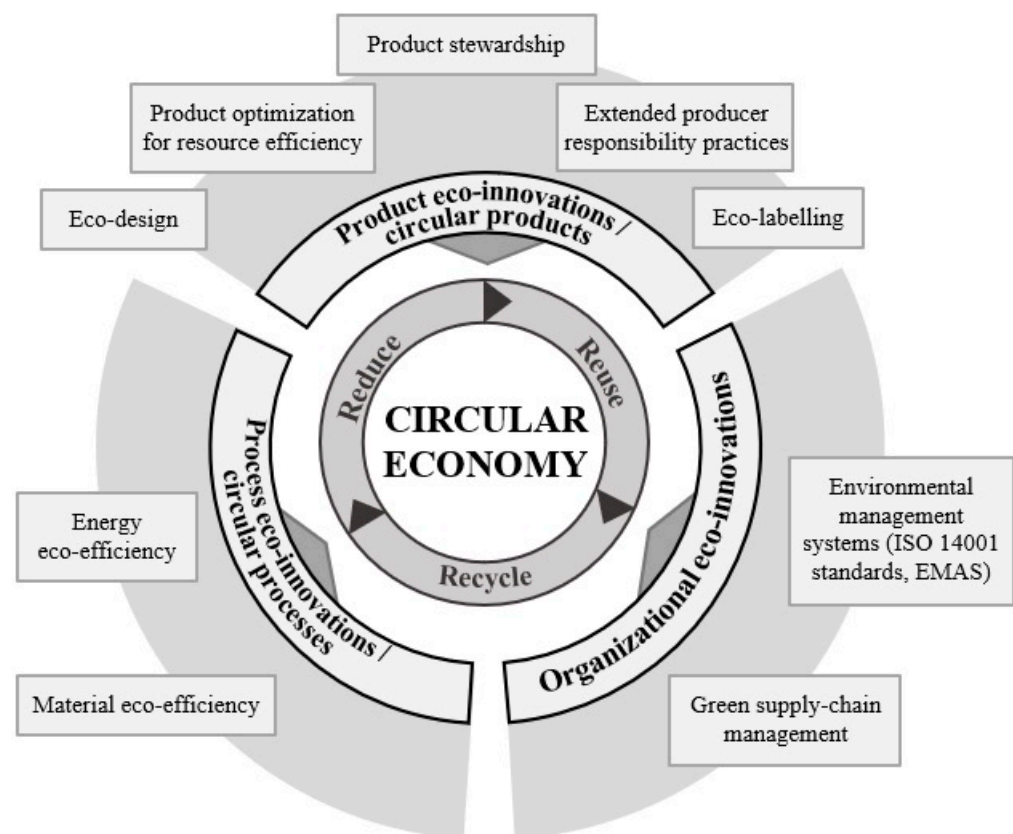 Product stewardship
Product optimization
for resource efficiency
Extended producer
responsibility practices
Eco-design
Eco-labelling
Product eco-innovations /
circular products
Reduce
Reuse
Recycle
CIRCULAR
ECONOMY
Process eco-innovations /
circular processes
Organizational eco-innovations
Energy
eco-efficiency
Material eco-efficiency
Environmental
management
systems (ISO 14001
standards, EMAS)
Green supply-chain
management